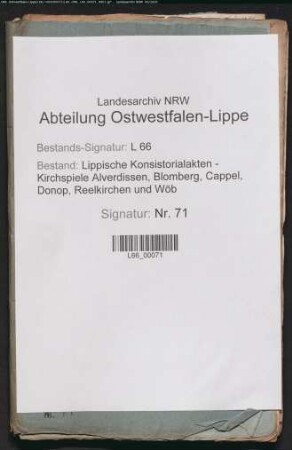 Landesarchiv NRW
Abteilung Ostwestfalen-Lippe
Bestands-Signatur: L 66
Bestand: Lippische Konsistorialakten -
Kirchspiele Alverdissen, Blomberg, Cappel,
Donop, Reelkirchen und Wöb
Signatur: Nr. 71
L66_00071